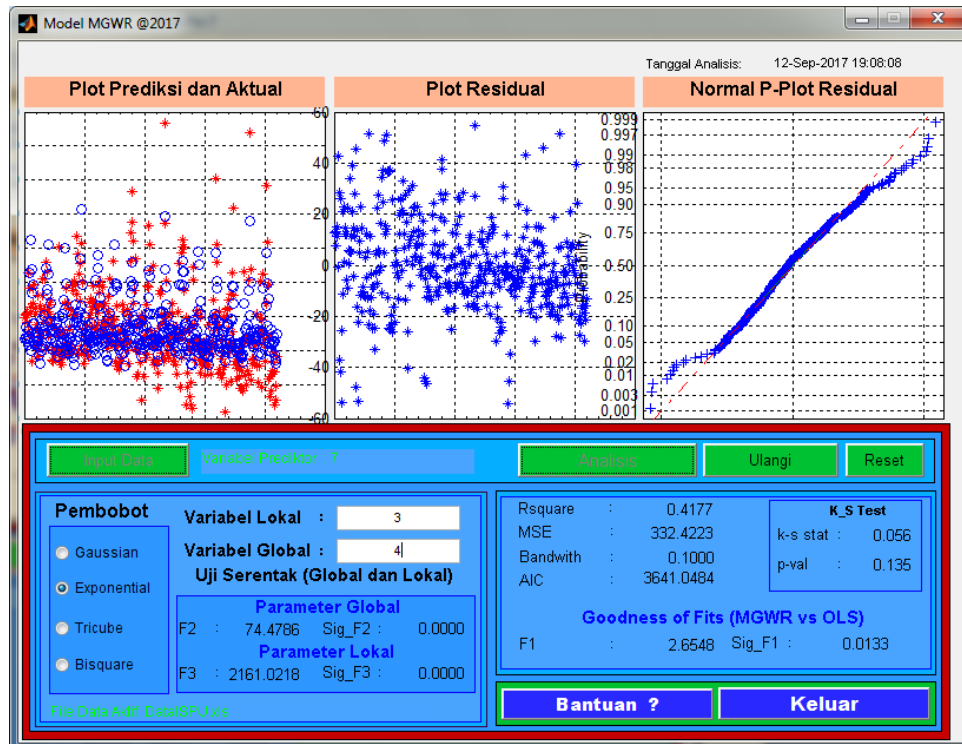 Model MGWR @2017
Tanggal Analisis: 12-Sep-2017 19:08:08
Plot Prediksi dan Aktual
Plot Residual
Normal P-Plot Residual
60
40
20
0
-20
-40
-60
0.999
0.997
0.99
0.98
0.95
0.90
0.75
0.50
0.25
0.10
0.05
0.02
0.01
0.003
0.001
Probability
Input Data
Variabel Prediktor : 7
Analisis
Ulangi
Reset
Pembobot
Gaussian
Exponential
Tricube
Bisquare
Variabel Lokal : 3
Variabel Global : 4
Uji Serentak (Global dan Lokal)
Parameter Global
F2 : 74.4786 Sig_F2 : 0.0000
Parameter Lokal
F3 : 2161.0218 Sig_F3 : 0.0000
Rsquare : 0.4177
MSE : 332.4223
Bandwith : 0.1000
AIC : 3641.0484
K_S Test
k-s stat : 0.056
p-val : 0.135
Goodness of Fits (MGWR vs OLS)
F1 : 2.6548 Sig_F1 : 0.0133
File Data Aktif:
Bantuan ?
Keluar